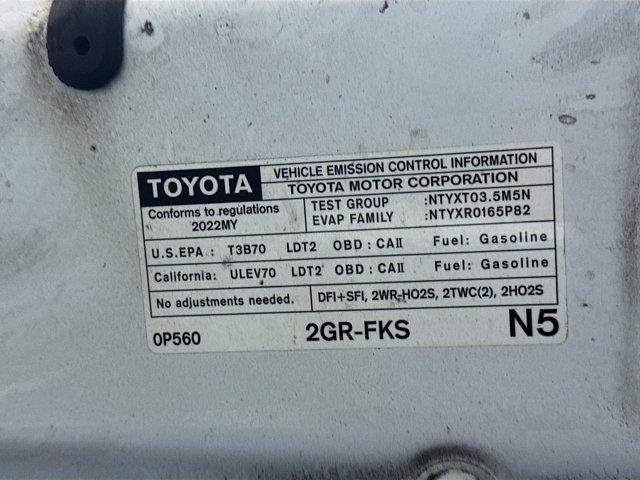 TOYOTA
VEHICLE EMISSION CONTROL INFORMATION
TOYOTA MOTOR CORPORATION
Conforms to regulations
2022MY
TEST GROUP :NTYXT03.5M5N
EVAP FAMILY :NTYXR0165P82
U.S.EPA : T3B70 LDT2 OBD : CAII Fuel: Gasoline
California: ULEV70 LDT2 OBD : CAII Fuel: Gasoline
No adjustments needed. DFI+SFI, 2WR-HO2S, 2TWC(2), 2HO2S
0P560 2GR-FKS N5